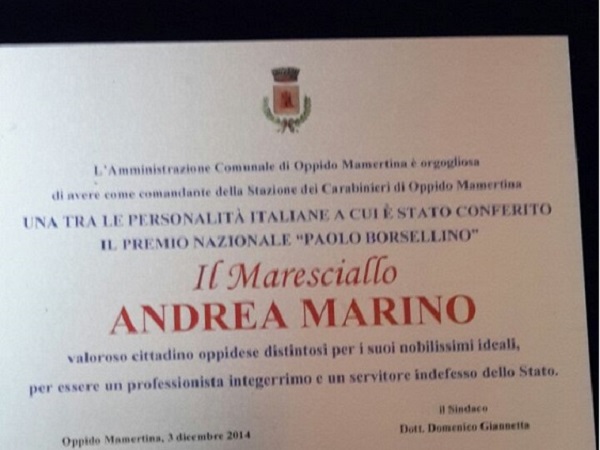 L'Amministrazione Comunale di Oppido Mamertina è orgogliosa
di avere come comandante della Stazione dei Carabinieri di Oppido Mamertina
UNA TRA LE PERSONALITÀ ITALIANE A CUI È STATO CONFERITO
IL PREMIO NAZIONALE “PAOLO BORSELLINO”
Il Maresciallo
ANDREA MARINO
valoroso cittadino oppidese distintosi per i suoi nobilissimi ideali,
per essere un professionista integerrimo e un servitore indefesso dello Stato.
il Sindaco
Oppido Mamertina, 3 dicembre 2014 Dott. Domenico Giannetta